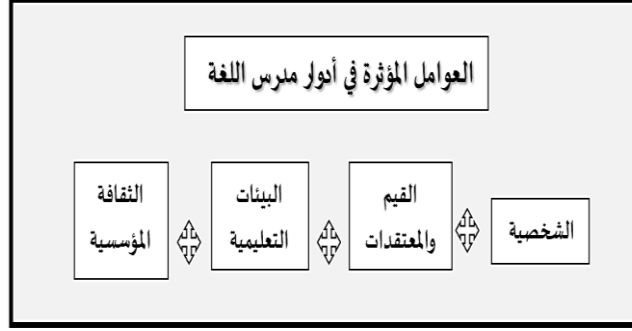 العوامل المؤثرة في أدوار مدرس اللغة
الشخصية
القيم
والمعتقدات
البيئات
التعليمية
الثقافة
المؤسسية